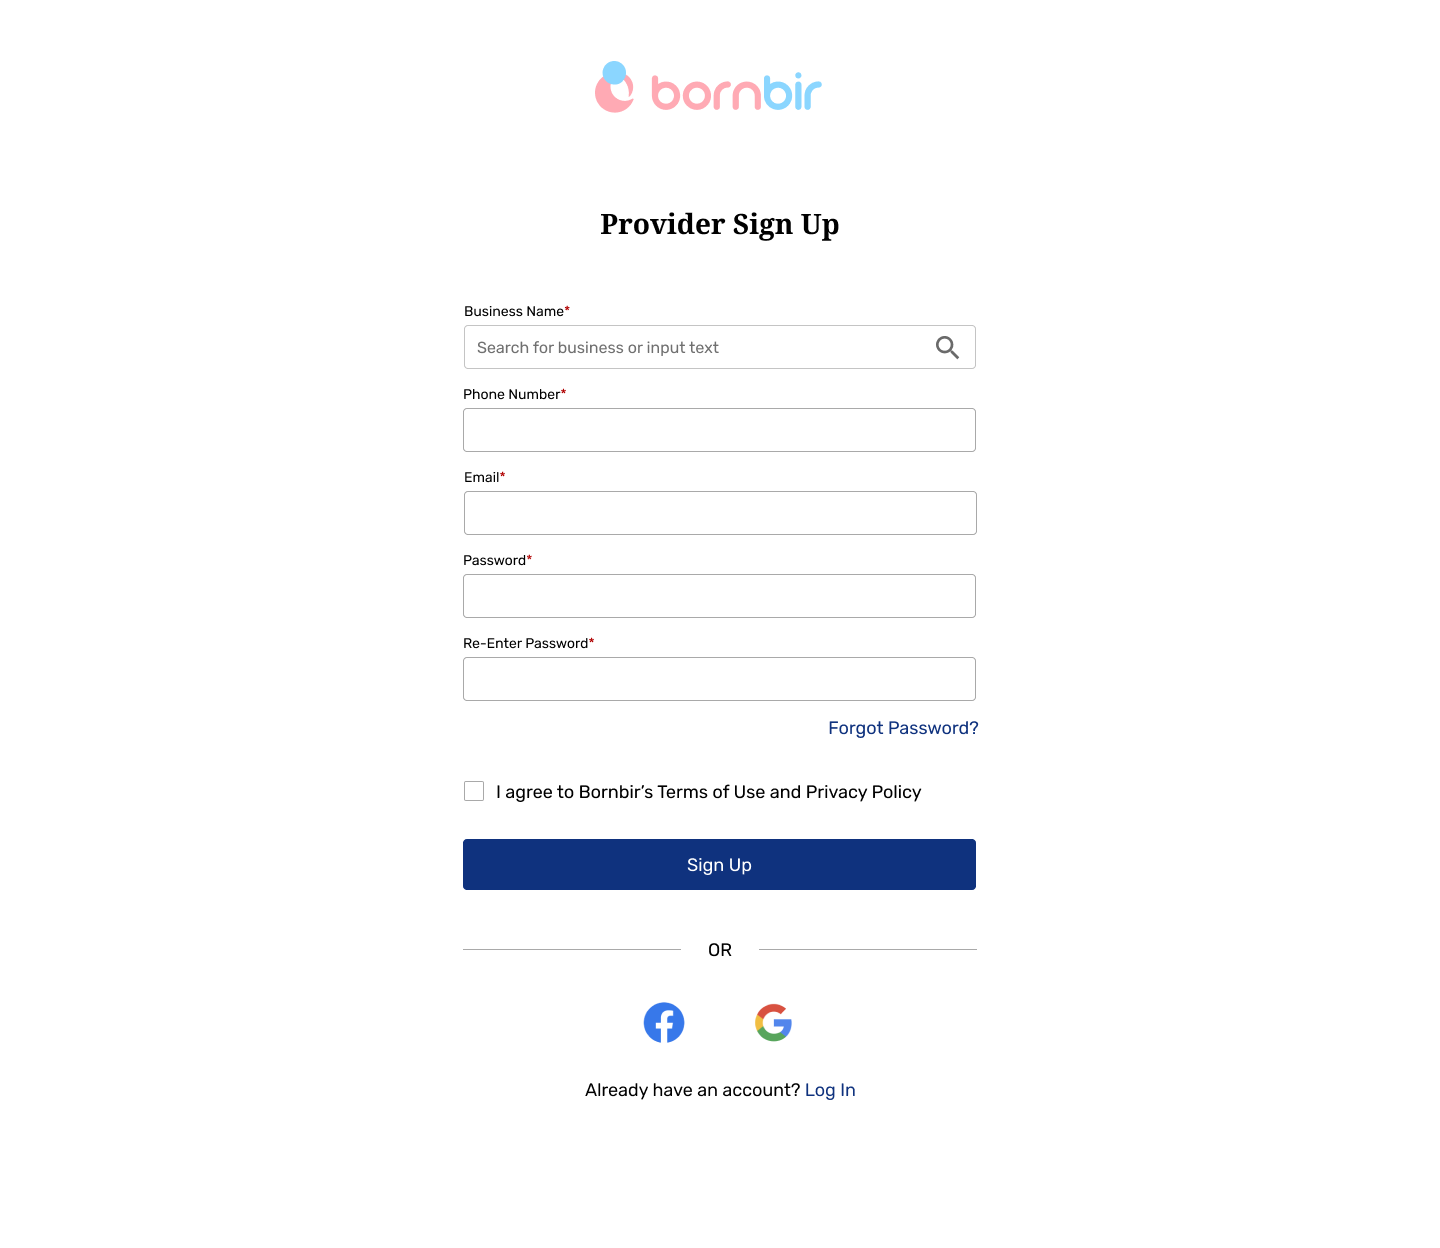 bornbir
Provider Sign Up
Business Name*
Search for business or input text
Phone Number*
Email*
Password*
Re-Enter Password*
Forgot Password?
I agree to Bornbir’s Terms of Use and Privacy Policy
Sign Up
OR
Already have an account? Log In